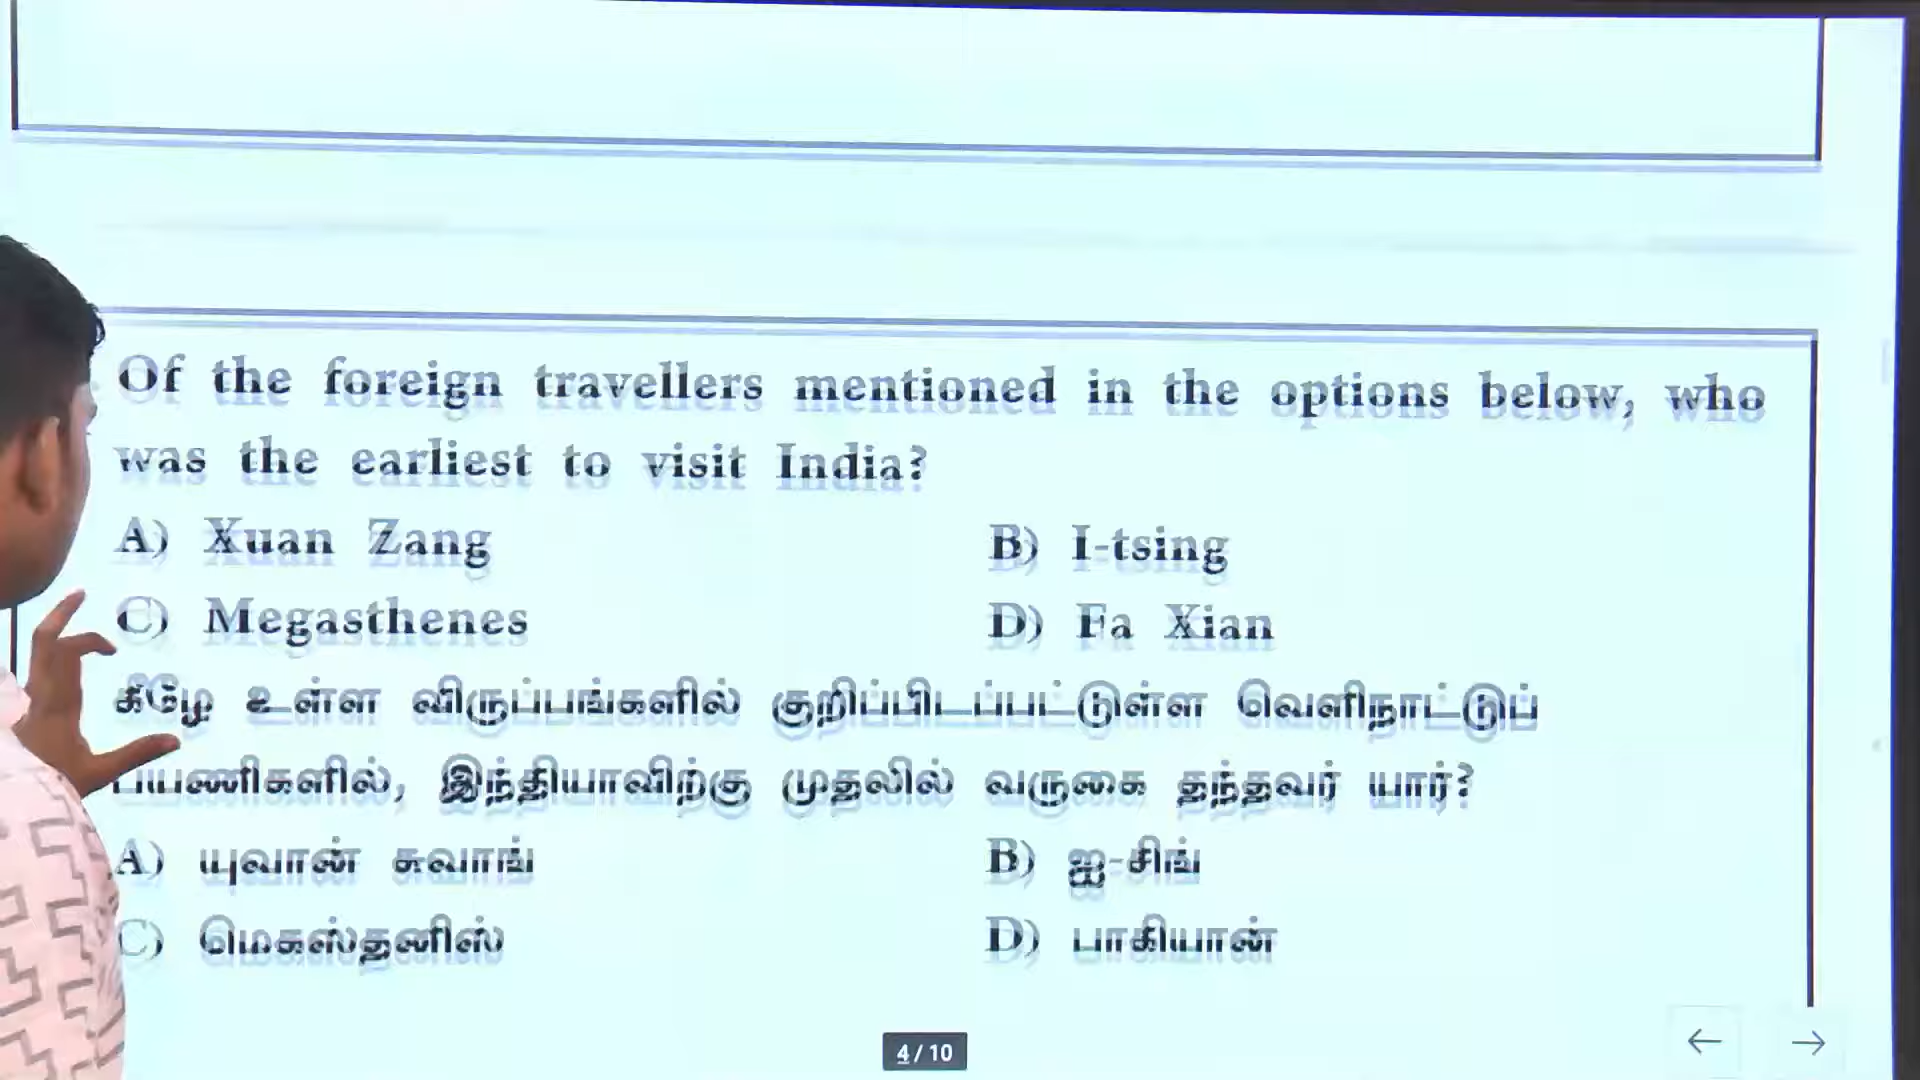 Of the foreign travellers mentioned in the options below, who
was the earliest to visit India?
A) Xuan Zang B) I-tsing
C) Megasthenes D) Fa Xian
கீழே உள்ள விருப்பங்களில் குறிப்பிடப்பட்டுள்ள வெளிநாட்டுப்
பயணிகளில், இந்தியாவிற்கு முதலில் வருகை தந்தவர் யார்?
A) யுவான் சுவாங் B) ஐ-சிங்
C) மெகஸ்தனிஸ் D) பாகியான்
4 / 10